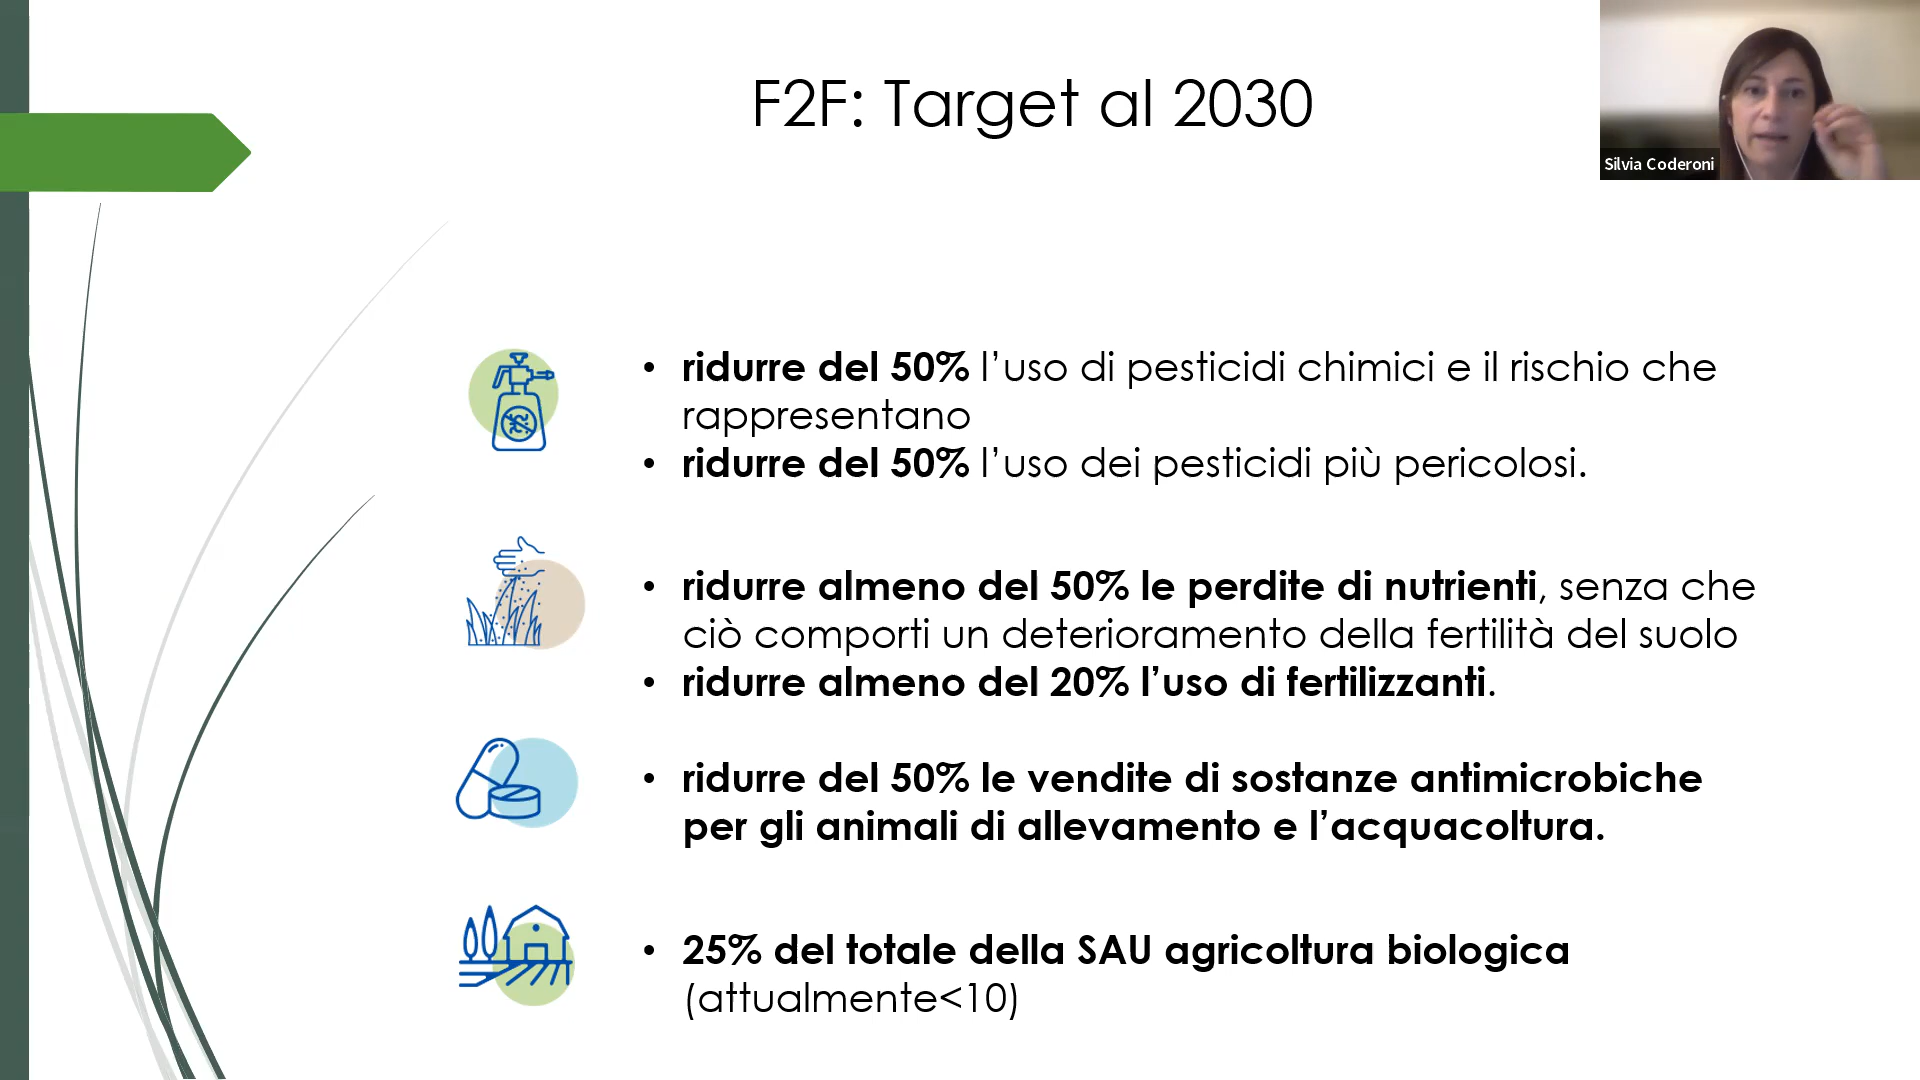 F2F: Target al 2030
Silvia Coderoni
• ridurre del 50% l’uso di pesticidi chimici e il rischio che
rappresentano
• ridurre del 50% l’uso dei pesticidi più pericolosi.
• ridurre almeno del 50% le perdite di nutrienti, senza che
ciò comporti un deterioramento della fertilità del suolo
• ridurre almeno del 20% l’uso di fertilizzanti.
• ridurre del 50% le vendite di sostanze antimicrobiche
per gli animali di allevamento e l’acquacoltura.
• 25% del totale della SAU agricoltura biologica
(attualmente<10)